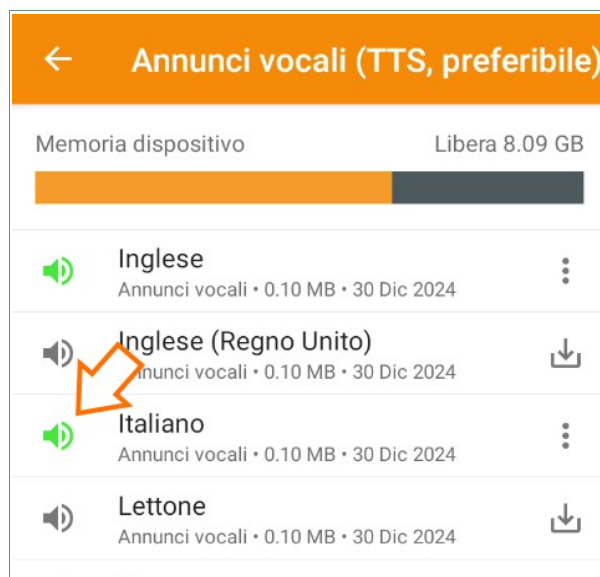 Annunci vocali (TTS, preferibile)
Memoria dispositivo Libera 8.09 GB
Inglese
Annunci vocali • 0.10 MB • 30 Dic 2024
Inglese (Regno Unito)
Annunci vocali • 0.10 MB • 30 Dic 2024
Italiano
Annunci vocali • 0.10 MB • 30 Dic 2024
Lettone
Annunci vocali • 0.10 MB • 30 Dic 2024